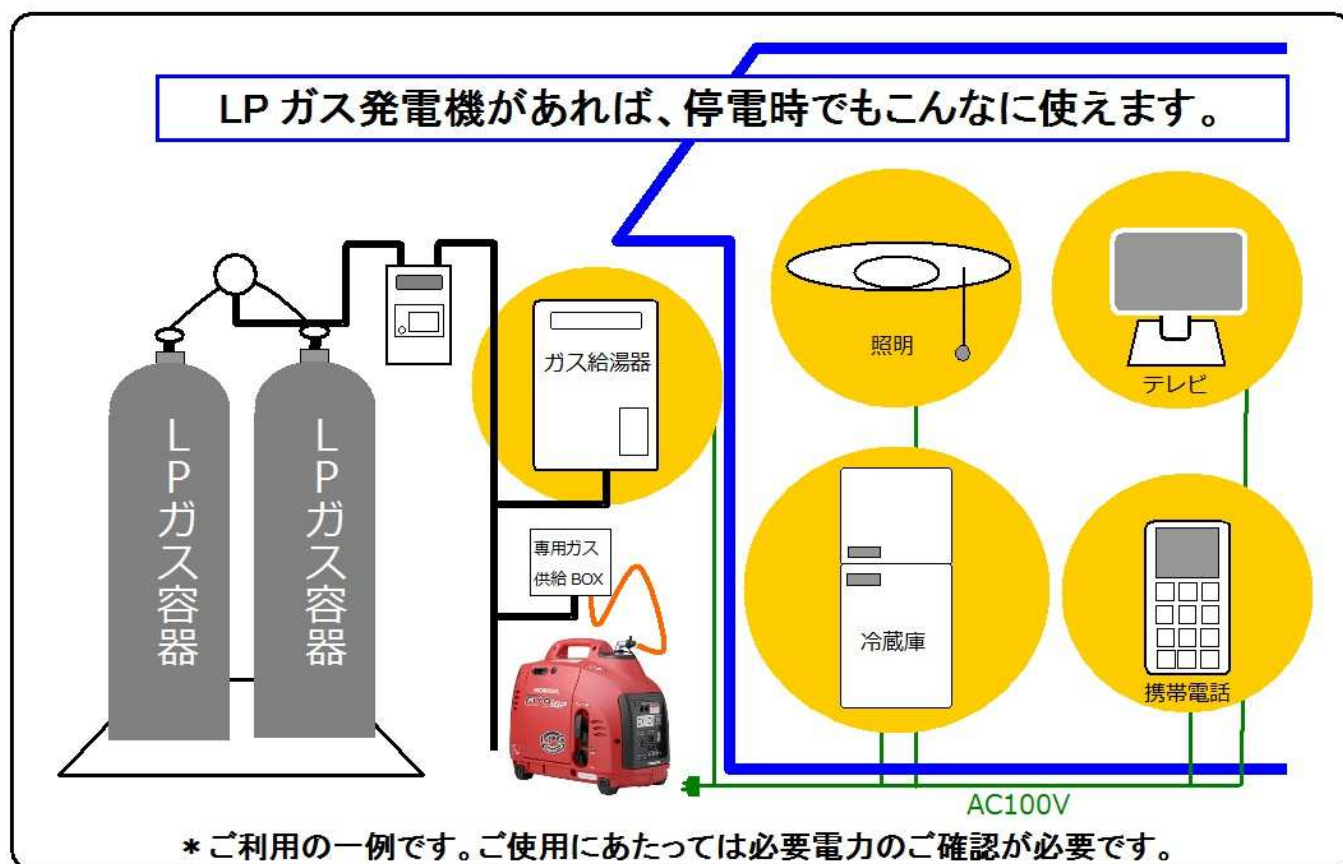 LPガス発電機があれば、停電時でもこんなに使えます。
照明
テレビ
ガス給湯器
LPガス容器
LPガス容器
専用ガス
供給BOX
HONDA
冷蔵庫
携帯電話
AC100V
*ご利用の一例です。ご使用にあたっては必要電力のご確認が必要です。